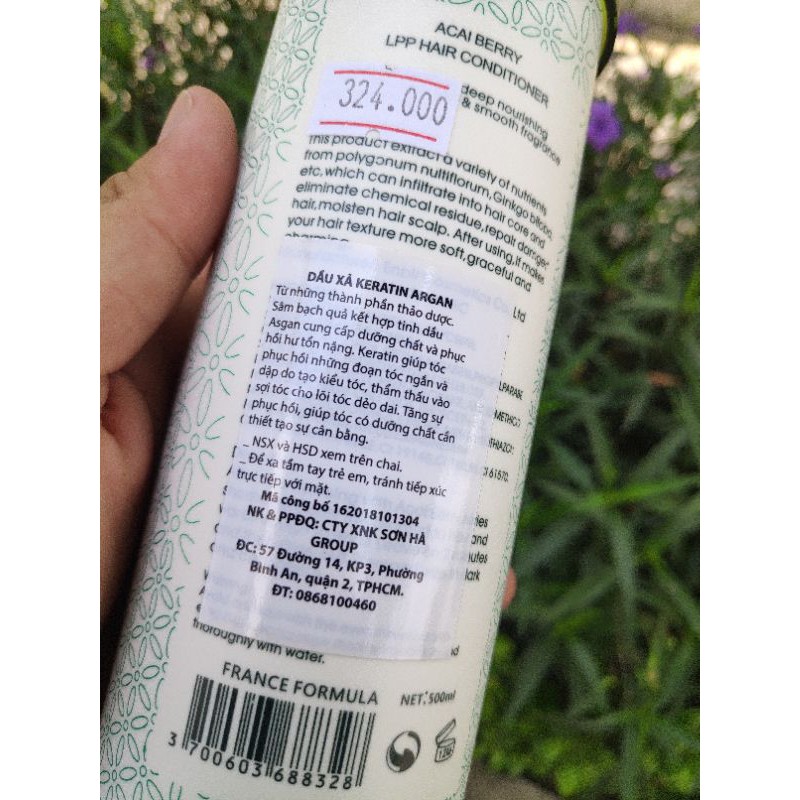 ACAI BERRY
LPP HAIR CONDITIONER
324.000
deep nourishing
& smooth fragrance
This product extract a variety of nutrients
from polygonum nultiflorum, Ginkgo biloba,
etc, which can infiltrate into hair core and
eliminate chemical residue, repair damaged
hair, moisten hair scalp. After using, it makes
your hair texture more soft, graceful and
charming
Ltd
DẦU XẢ KERATIN ARGAN
Từ những thành phần thảo dược.
Sâm bạch quả kết hợp tinh dầu
Asgan cung cấp dưỡng chất và phục
hồi hư tổn nặng. Keratin giúp tóc
phục hồi những đoạn tóc ngắn và
dập do tạo kiểu tóc, thẩm thấu vào
sợi tóc cho lõi tóc dẻo dai. Tăng sự
phục hồi, giúp tóc có dưỡng chất cần
thiết tạo sự cân bằng.
_ NSX và HSD xem trên chai.
_ Để xa tầm tay trẻ em, tránh tiếp xúc
trực tiếp với mặt.
Mã công bố 162018101304
NK & PPĐQ: CTY XNK SƠN HÀ
GROUP
ĐC: 57 Đường 14, KP3, Phường
Bình An, quận 2, TPHCM.
ĐT: 0868100460
and
thoroughly with water.
FRANCE FORMULA
NET: 500ml
3 700603 688328
12M